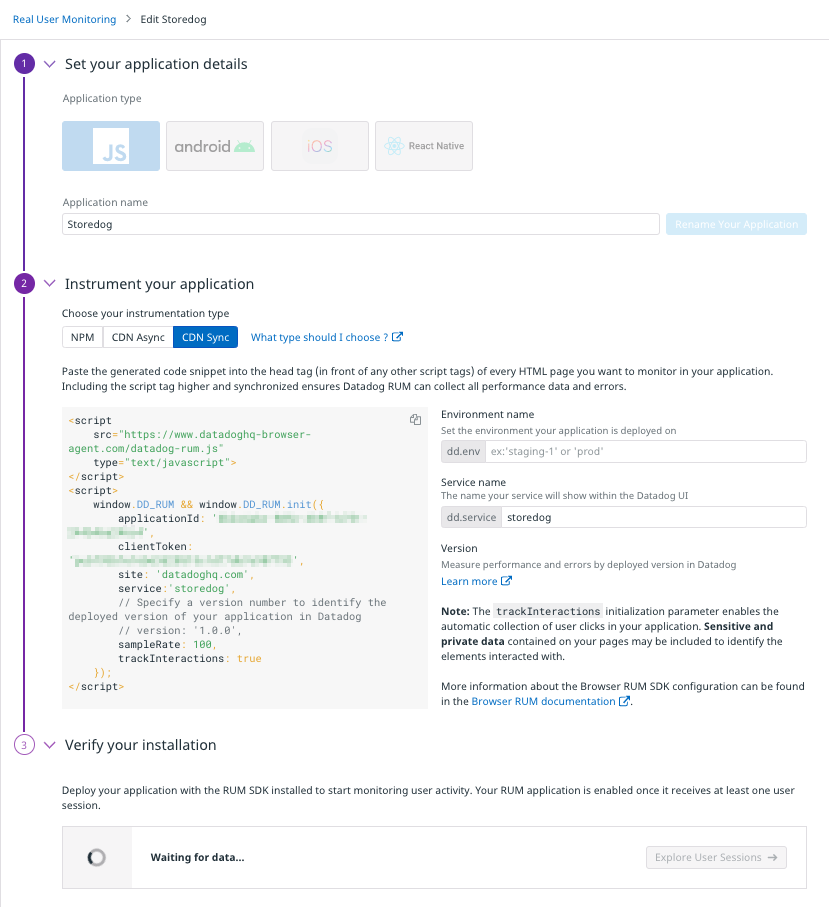 Real User Monitoring > Edit Storedog
1 Set your application details
Application type
JS android iOS React Native
Application name
Storedog Rename Your Application
2 Instrument your application
Choose your instrumentation type
NPM CDN Async CDN Sync What type should I choose ?
Paste the generated code snippet into the head tag (in front of any other script tags) of every HTML page you want to monitor in your application.
Including the script tag higher and synchronized ensures Datadog RUM can collect all performance data and errors.
<script
src="https://www.datadoghq-browser-
agent.com/datadog-rum.js"
type="text/javascript">
</script>
<script>
window.DD_RUM && window.DD_RUM.init({
applicationId: '
',
clientToken:
'',
site: 'datadoghq.com',
service:'storedog',
// Specify a version number to identify the
deployed version of your application in Datadog
// version: '1.0.0',
sampleRate: 100,
trackInteractions: true
});
</script>
Environment name
Set the environment your application is deployed on
dd.env ex:'staging-1' or 'prod'
Service name
The name your service will show within the Datadog UI
dd.service storedog
Version
Measure performance and errors by deployed version in Datadog
Learn more
Note: The trackInteractions initialization parameter enables the
automatic collection of user clicks in your application. Sensitive and
private data contained on your pages may be included to identify the
elements interacted with.
More information about the Browser RUM SDK configuration can be found
in the Browser RUM documentation.
3 Verify your installation
Deploy your application with the RUM SDK installed to start monitoring user activity. Your RUM application is enabled once it receives at least one user
session.
Waiting for data... Explore User Sessions →